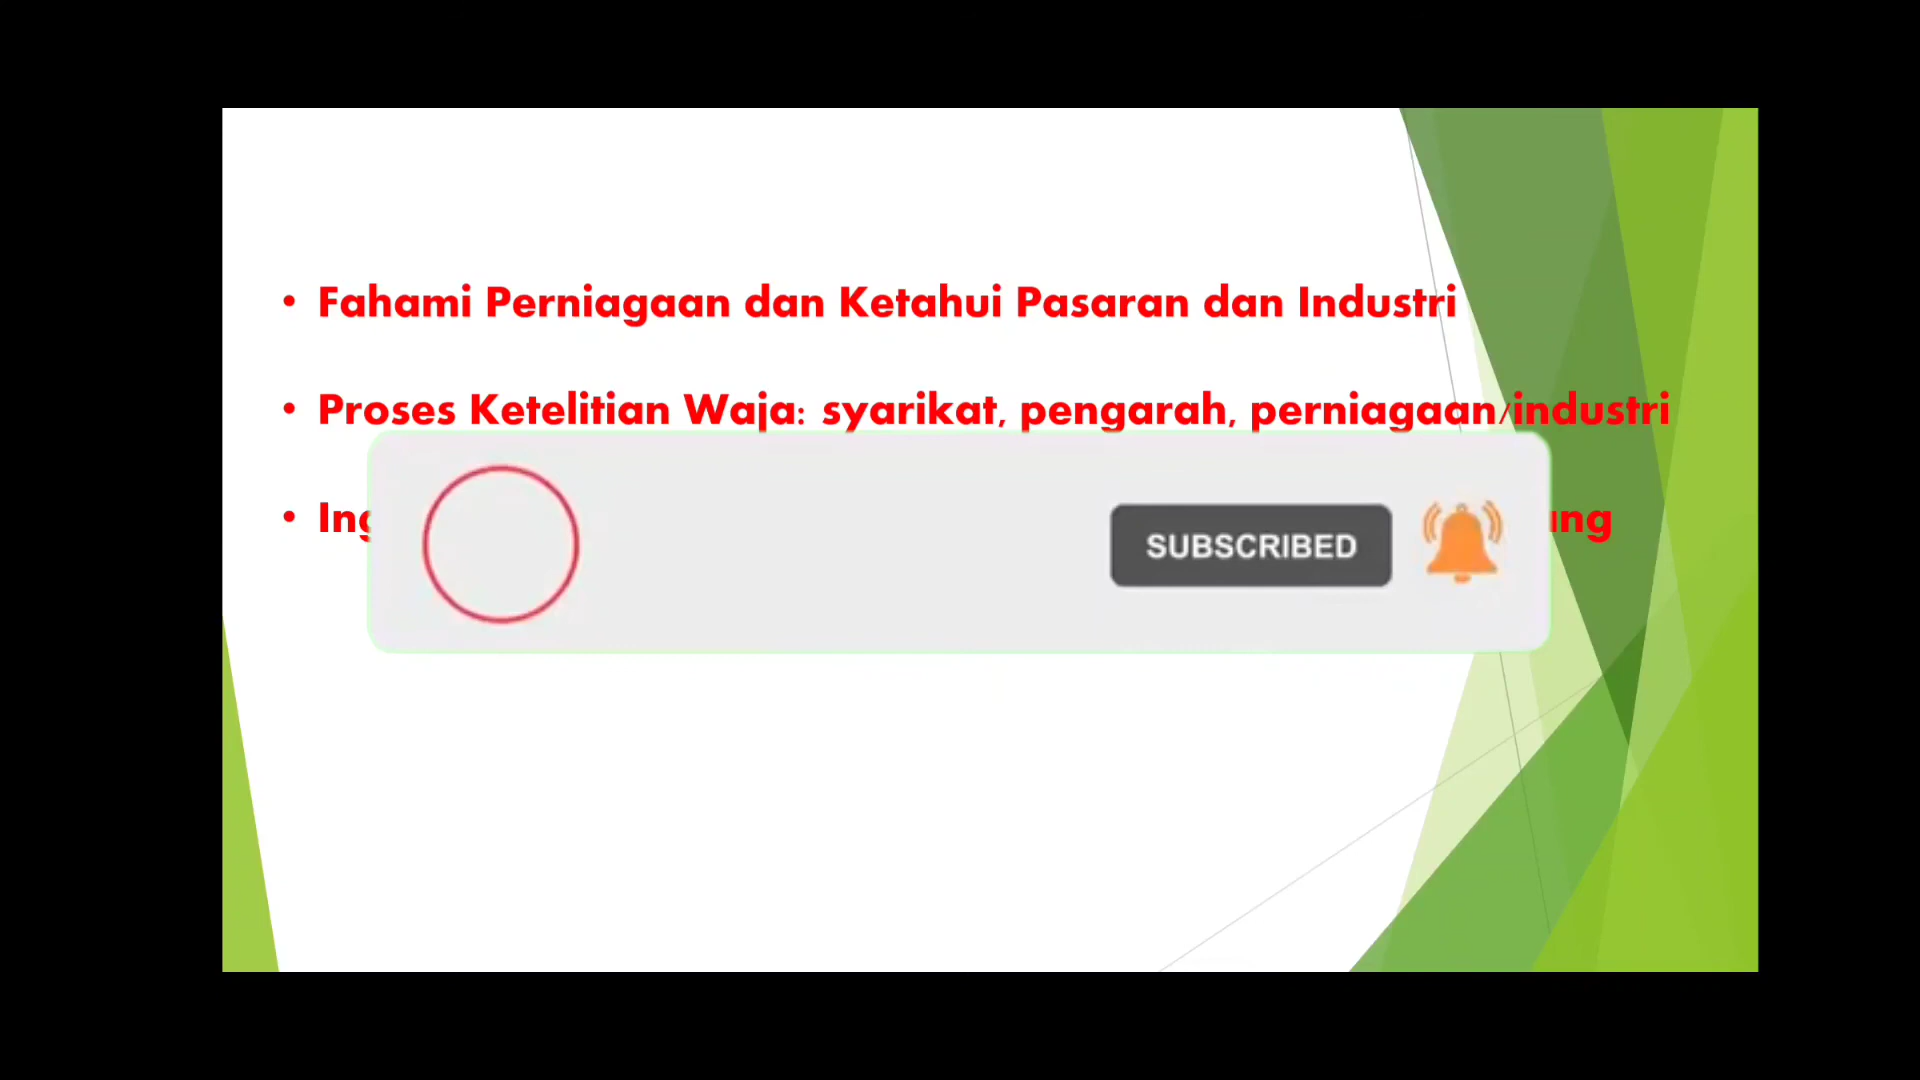 • Fahami Perniagaan dan Ketahui Pasaran dan Industri
• Proses Ketelitian Waja: syarikat, pengarah, perniagaan/industri
SUBSCRIBED